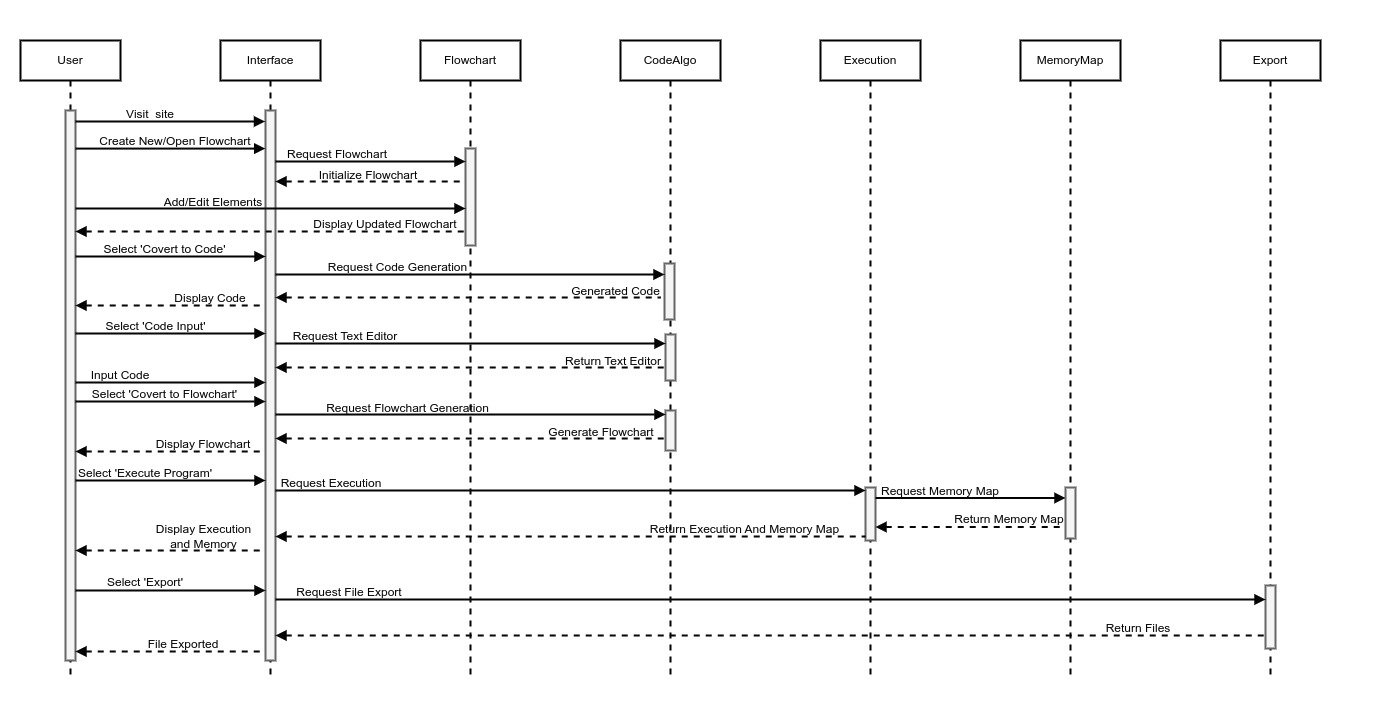 User
Interface
Flowchart
CodeAlgo
Execution
MemoryMap
Export
Visit  site
Create New/Open Flowchart
Request Flowchart
Initialize Flowchart
Add/Edit Elements
Display Updated Flowchart
Select 'Covert to Code'
Request Code Generation
Generated Code
Display Code
Select 'Code Input'
Request Text Editor
Return Text Editor
Input Code
Select 'Covert to Flowchart'
Request Flowchart Generation
Generate Flowchart
Display Flowchart
Select 'Execute Program'
Request Execution
Request Memory Map
Return Memory Map
Return Execution And Memory Map
Display Execution
and Memory
Select 'Export'
Request File Export
Return Files
File Exported